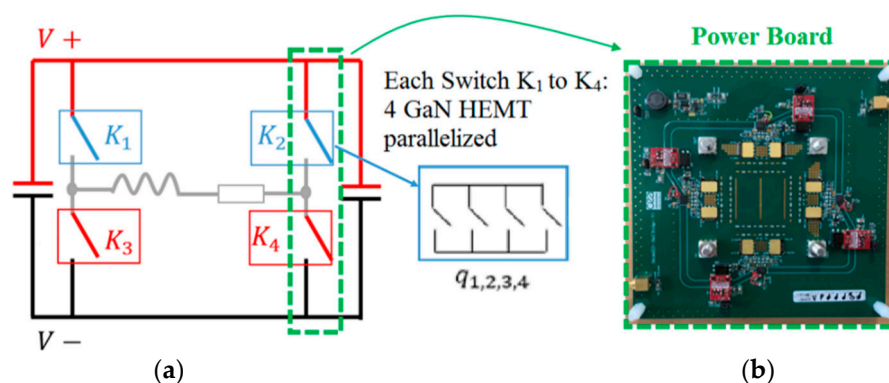 V +
Power Board
Each Switch K1 to K4:
4 GaN HEMT
parallelized
K1
K2
K3
K4
q1,2,3,4
V −
(a)
(b)